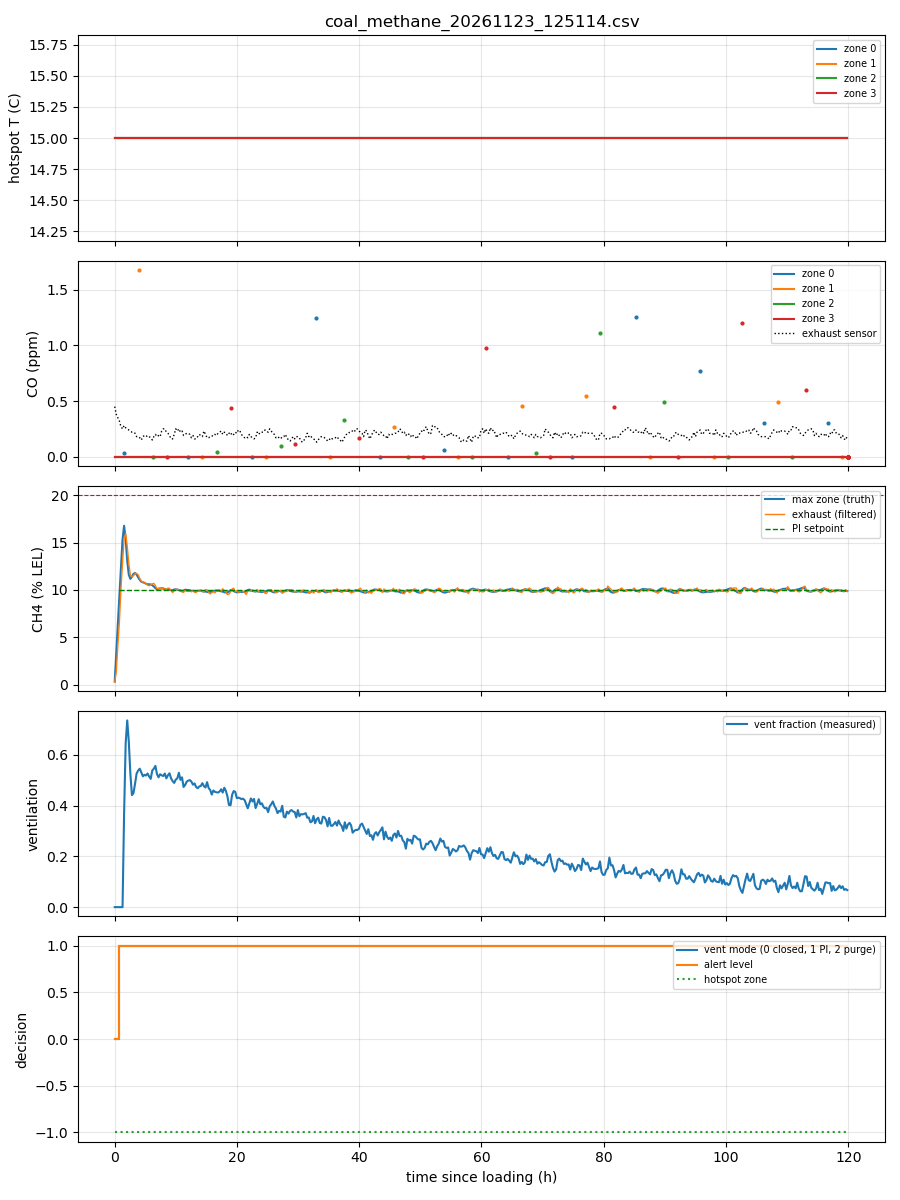 coal_methane_20261123_125114.csv
hotspot T (C)
15.75
15.50
15.25
15.00
14.75
14.50
14.25
zone 0
zone 1
zone 2
zone 3
CO (ppm)
1.5
1.0
0.5
0.0
zone 0
zone 1
zone 2
zone 3
exhaust sensor
CH4 (% LEL)
20
15
10
5
0
max zone (truth)
exhaust (filtered)
PI setpoint
ventilation
0.6
0.4
0.2
0.0
vent fraction (measured)
decision
1.0
0.5
0.0
−0.5
−1.0
vent mode (0 closed, 1 PI, 2 purge)
alert level
hotspot zone
0 20 40 60 80 100 120
time since loading (h)